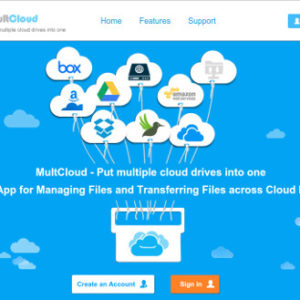 ultCloud Home Features Support
multiple cloud drives into one
box
amazon
web services
MultCloud - Put multiple cloud drives into one
App for Managing Files and Transferring Files across Cloud
Create an Account Sign in